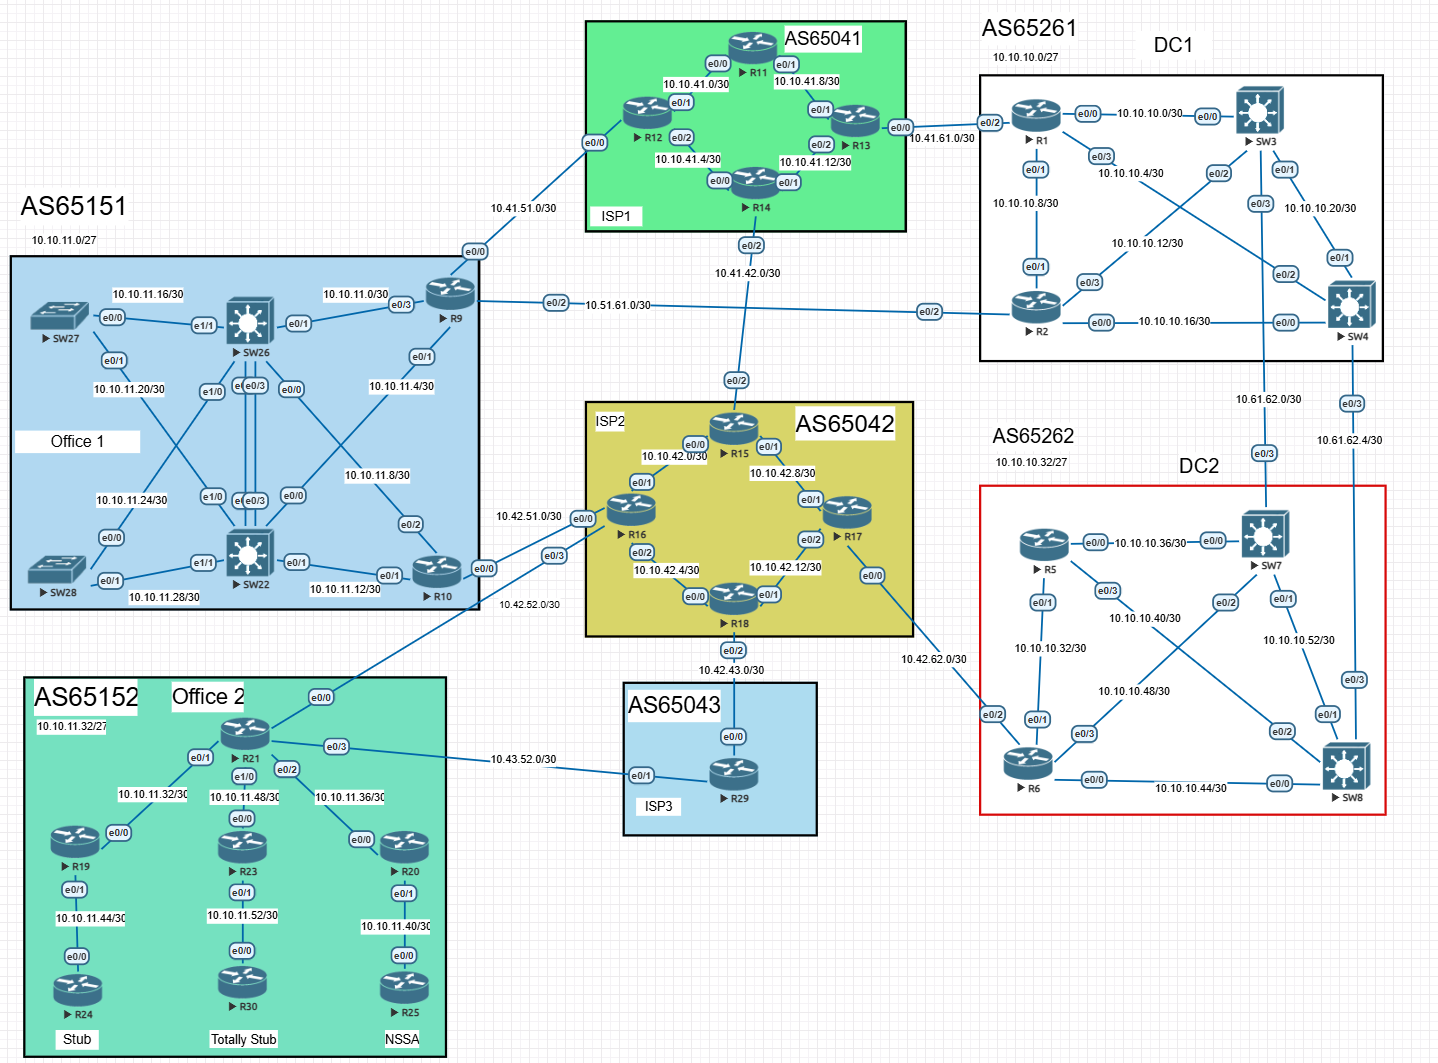 AS65041
R11
e0/0
e0/1
10.10.41.0/30
10.10.41.8/30
e0/1
e0/1
R12
R13
e0/0
e0/0
e0/2
e0/2
10.10.41.4/30
10.10.41.12/30
e0/0
e0/1
R14
ISP1
e0/2
10.41.42.0/30
10.41.61.0/30
10.41.51.0/30
AS65261
DC1
10.10.10.0/27
e0/2
R1
e0/0
10.10.10.0/30
e0/0
SW3
e0/3
e0/1
10.10.10.4/30
e0/2
e0/1
e0/3
10.10.10.8/30
10.10.10.20/30
10.10.10.12/30
e0/1
e0/3
e0/2
e0/1
R2
e0/0
10.10.10.16/30
e0/0
SW4
e0/2
10.51.61.0/30
e0/2
AS65151
10.10.11.0/27
e0/0
10.10.11.16/30
10.10.11.0/30
e0/3
R9
SW27
e0/0
e1/1
SW26
e0/1
e0/1
e0/1
10.10.11.20/30
e1/0
e0/3
e0/0
10.10.11.4/30
Office 1
10.10.11.8/30
10.10.11.24/30
e1/0
e0/3
e0/0
e0/2
e0/0
SW28
e0/1
e1/1
SW22
e0/1
e0/1
R10
e0/0
10.10.11.28/30
10.10.11.12/30
10.42.51.0/30
10.42.52.0/30
e0/2
ISP2
AS65042
R15
e0/0
e0/1
10.10.42.0/30
10.10.42.8/30
e0/1
e0/1
e0/0
R16
R17
e0/3
e0/2
e0/2
10.10.42.4/30
10.10.42.12/30
e0/0
e0/0
e0/1
R18
e0/2
10.42.43.0/30
10.42.62.0/30
10.61.62.0/30
e0/3
10.61.62.4/30
AS65262
10.10.10.32/27
DC2
e0/3
R5
e0/0
10.10.10.36/30
e0/0
SW7
e0/3
e0/1
e0/2
e0/1
10.10.10.40/30
10.10.10.32/30
10.10.10.52/30
10.10.10.48/30
e0/3
e0/2
e0/1
e0/3
e0/2
e0/1
R6
e0/0
10.10.10.44/30
e0/0
SW8
AS65152
Office 2
10.10.11.32/27
e0/0
R21
e0/3
10.43.52.0/30
e0/1
e1/0
e0/2
10.10.11.32/30
10.10.11.48/30
10.10.11.36/30
e0/0
e0/0
e0/0
R19
R23
R20
e0/1
e0/1
e0/1
10.10.11.44/30
10.10.11.52/30
10.10.11.40/30
e0/0
e0/0
e0/0
R24
R30
R25
Stub
Totally Stub
NSSA
AS65043
e0/0
e0/1
R29
ISP3